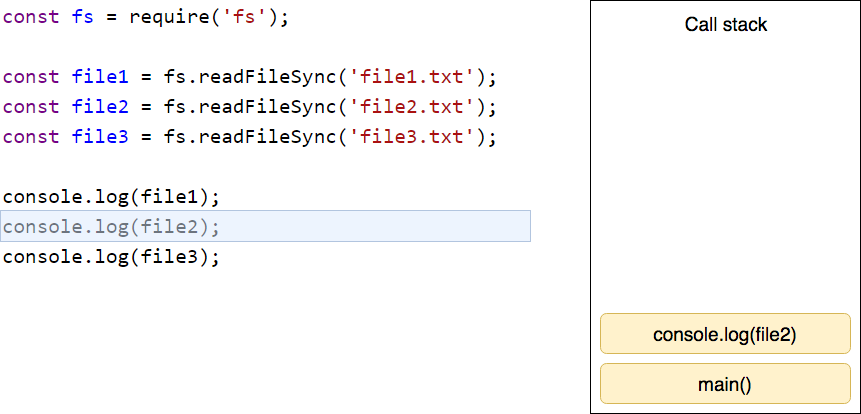 const fs = require('fs');
const file1 = fs.readFileSync('file1.txt');
const file2 = fs.readFileSync('file2.txt');
const file3 = fs.readFileSync('file3.txt');
console.log(file1);
console.log(file2);
console.log(file3);
Call stack
console.log(file2)
main()